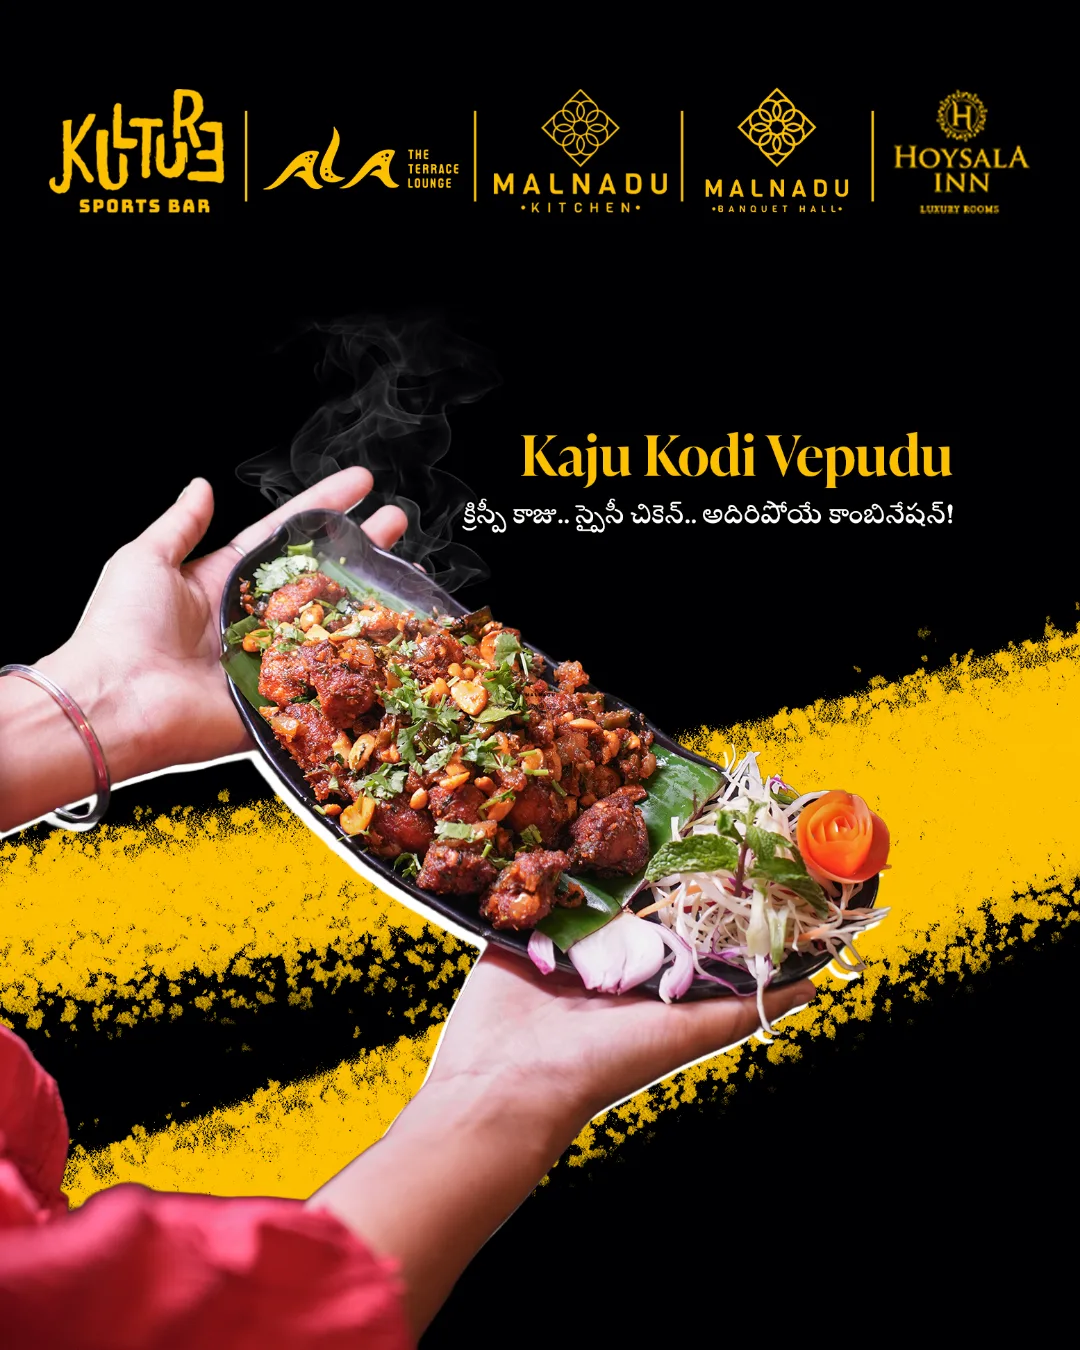 KULTURE
SPORTS BAR
ALA
THE
TERRACE
LOUNGE
MALNADU
•KITCHEN•
MALNADU
•BANQUET HALL•
H
HOYSALA
INN
LUXURY ROOMS
Kaju Kodi Vepudu
క్రిస్పీ కాజు.. స్పైసీ చికెన్.. అదిరిపోయే కాంబినేషన్!